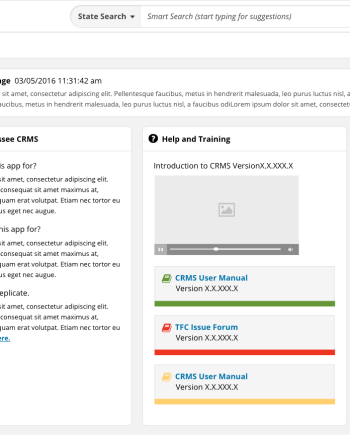 State Search
Smart Search (start typing for suggestions)
03/05/2016 11:31:42 am
sit amet, consectetur adipiscing elit. Pellentesque faucibus, metus in hendrerit malesuada, leo purus luctus nisl, a
faucibus, metus in hendrerit malesuada, leo purus luctus nisl, a faucibus odiLorem ipsum dolor sit amet, consectet
CRMS
is app for?
sit amet, consectetur adipiscing elit.
consequat sit amet maximus at,
quam erat volutpat. Etiam nec tortor eu
us eget nec augue.
his app for?
sit amet, consectetur adipiscing elit.
consequat sit amet maximus at,
quam erat volutpat. Etiam nec tortor eu
us eget nec augue.
eplicate.
sit amet, consectetur adipiscing elit.
consequat sit amet maximus at,
quam erat volutpat. Etiam nec tortor eu
ere.
Help and Training
Introduction to CRMS VersionX.X.XXX.X
CRMS User Manual
Version X.X.XXX.X
TFC Issue Forum
Version X.X.XXX.X
CRMS User Manual
Version X.X.XXX.X